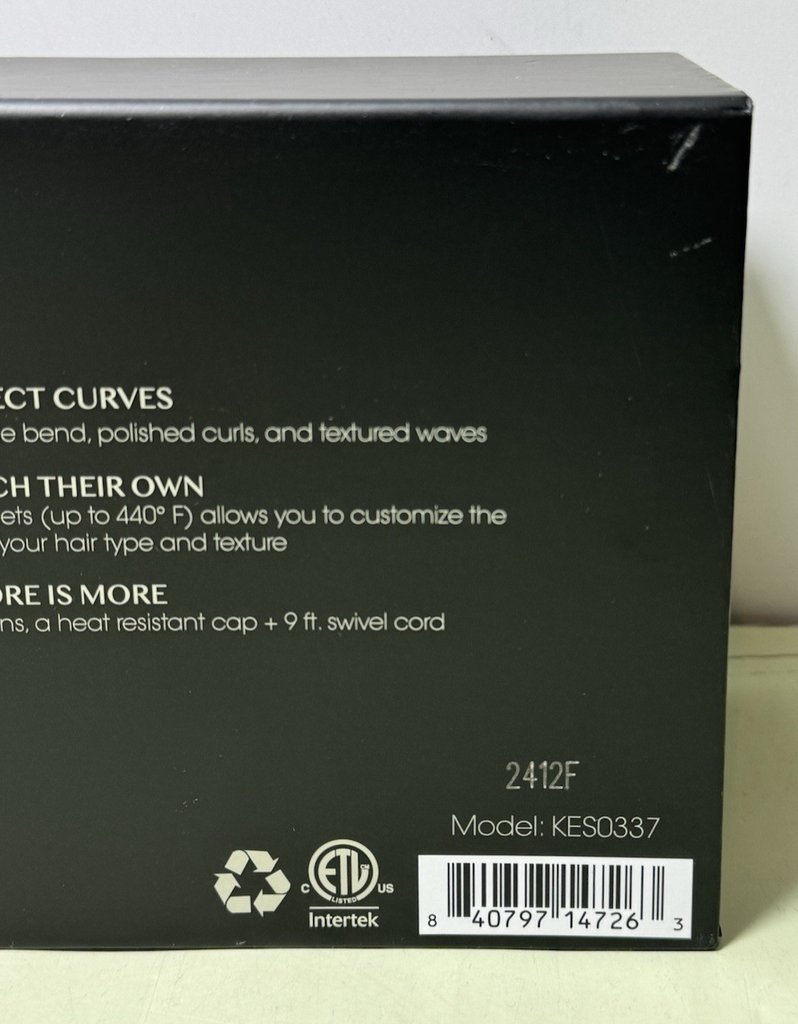 ECT CURVES
e bend, polished curls, and textured waves
CH THEIR OWN
ets (up to 440° F) allows you to customize the
your hair type and texture
ORE IS MORE
ns, a heat resistant cap + 9 ft. swivel cord
2412F
Model: KES0337
C ETL US
LISTED
Intertek
8 40797 14726 3